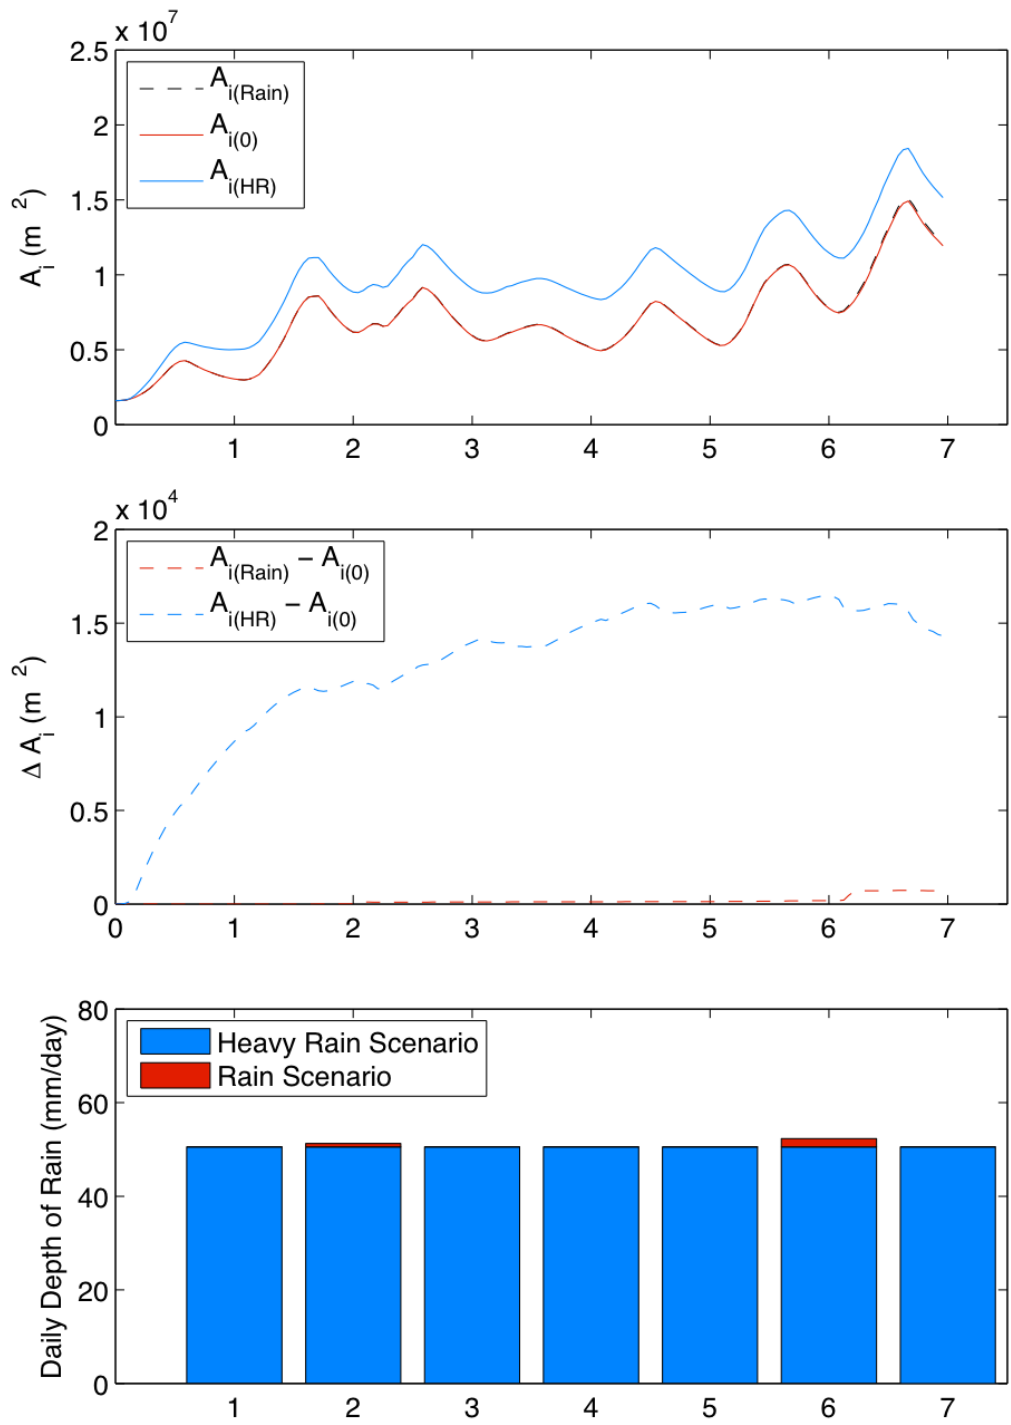 x 10^7
2.5
2
1.5
1
0.5
0
A_i (m^2)
A_i(Rain)
A_i(0)
A_i(HR)
1 2 3 4 5 6 7
x 10^4
2
1.5
1
0.5
0
Δ A_i (m^2)
A_i(Rain) − A_i(0)
A_i(HR) − A_i(0)
0 1 2 3 4 5 6 7
80
60
40
20
0
Daily Depth of Rain (mm/day)
Heavy Rain Scenario
Rain Scenario
1 2 3 4 5 6 7